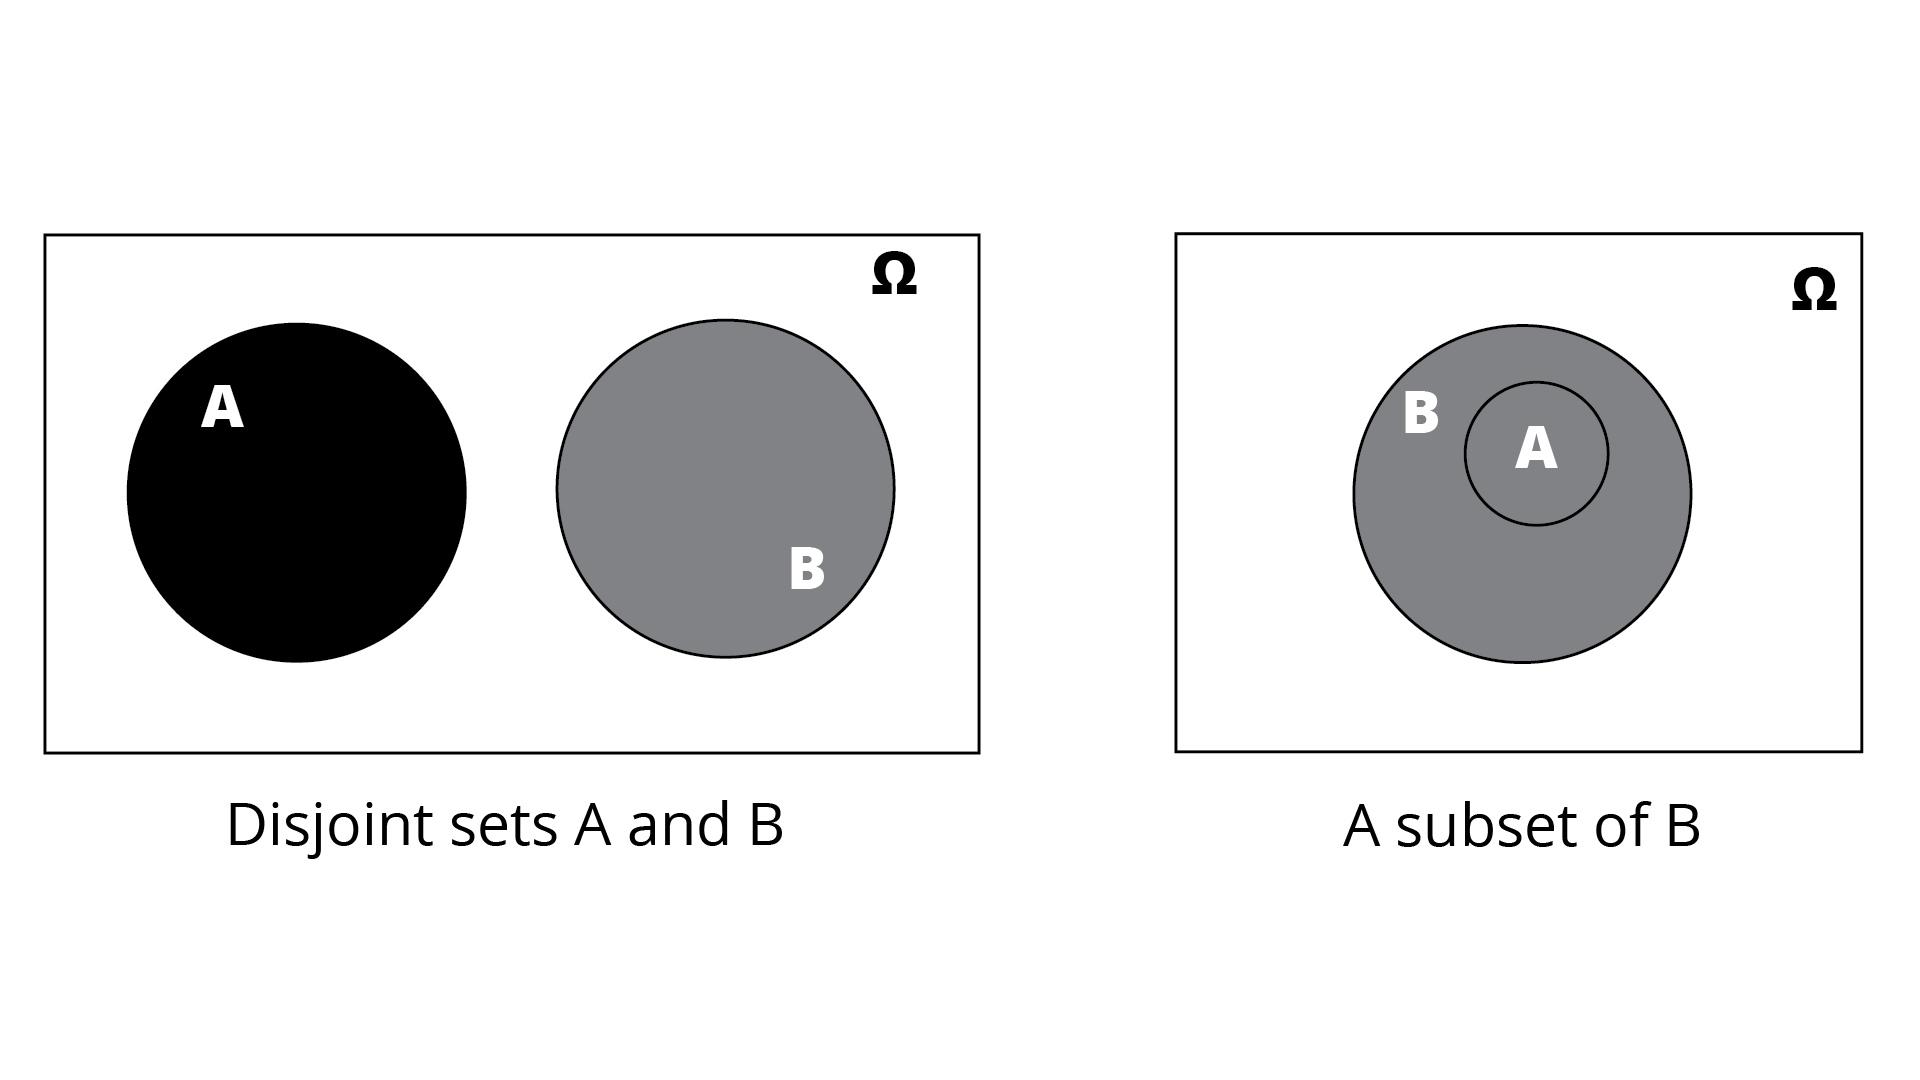 Ω
A
B
Disjoint sets A and B
Ω
B
A
A subset of B